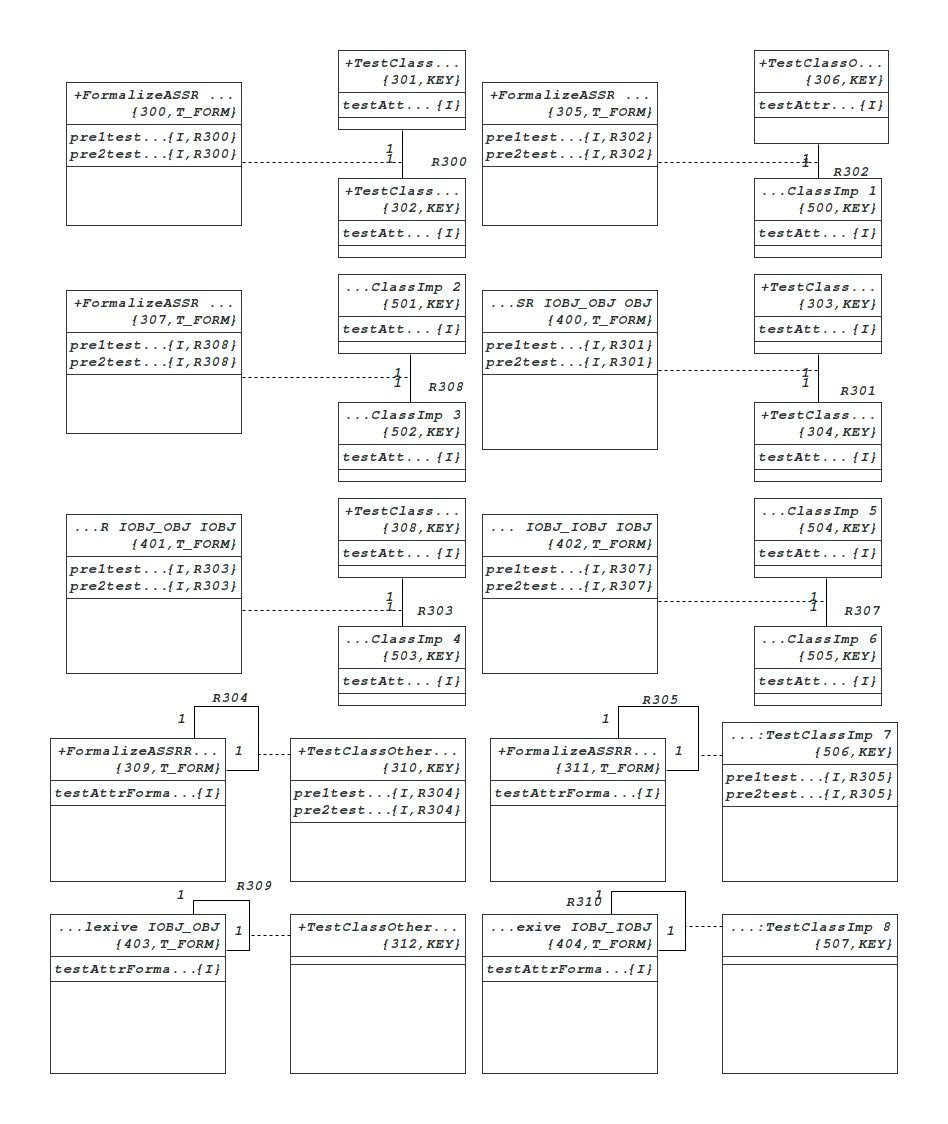 +TestClass...
{301,KEY}
testAtt... {I}
+FormalizeASSR ...
{300,T_FORM}
pre1test...{I,R300}
pre2test...{I,R300}
1
1
R300
+TestClass...
{302,KEY}
testAtt... {I}
+TestClassO...
{306,KEY}
testAttr...{I}
+FormalizeASSR ...
{305,T_FORM}
pre1test...{I,R302}
pre2test...{I,R302}
1
1
R302
...ClassImp 1
{500,KEY}
testAtt... {I}
...ClassImp 2
{501,KEY}
testAtt... {I}
+FormalizeASSR ...
{307,T_FORM}
pre1test...{I,R308}
pre2test...{I,R308}
1
1
R308
...ClassImp 3
{502,KEY}
testAtt... {I}
+TestClass...
{303,KEY}
testAtt... {I}
...SR IOBJ_OBJ OBJ
{400,T_FORM}
pre1test...{I,R301}
pre2test...{I,R301}
1
1
R301
+TestClass...
{304,KEY}
testAtt... {I}
+TestClass...
{308,KEY}
testAtt... {I}
...R IOBJ_OBJ IOBJ
{401,T_FORM}
pre1test...{I,R303}
pre2test...{I,R303}
1
1
R303
...ClassImp 4
{503,KEY}
testAtt... {I}
...ClassImp 5
{504,KEY}
testAtt... {I}
... IOBJ_IOBJ IOBJ
{402,T_FORM}
pre1test...{I,R307}
pre2test...{I,R307}
1
1
R307
...ClassImp 6
{505,KEY}
testAtt... {I}
R304
1
+FormalizeASSRR...
{309,T_FORM}
testAttrForma...{I}
1
+TestClassOther...
{310,KEY}
pre1test...{I,R304}
pre2test...{I,R304}
R305
1
+FormalizeASSRR...
{311,T_FORM}
testAttrForma...{I}
1
...:TestClassImp 7
{506,KEY}
pre1test...{I,R305}
pre2test...{I,R305}
R309
1
...lexive IOBJ_OBJ
{403,T_FORM}
testAttrForma...{I}
1
+TestClassOther...
{312,KEY}
R310
1
...exive IOBJ_IOBJ
{404,T_FORM}
testAttrForma...{I}
1
...:TestClassImp 8
{507,KEY}